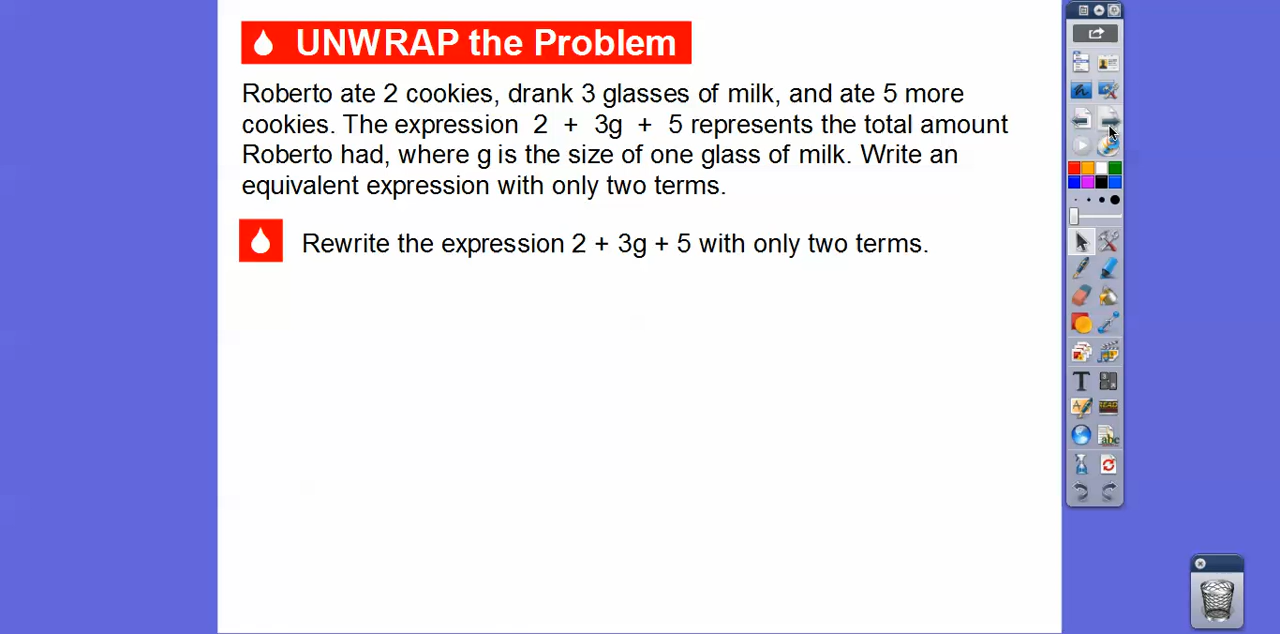 UNWRAP the Problem
Roberto ate 2 cookies, drank 3 glasses of milk, and ate 5 more
cookies. The expression 2 + 3g + 5 represents the total amount
Roberto had, where g is the size of one glass of milk. Write an
equivalent expression with only two terms.
Rewrite the expression 2 + 3g + 5 with only two terms.
T
abc